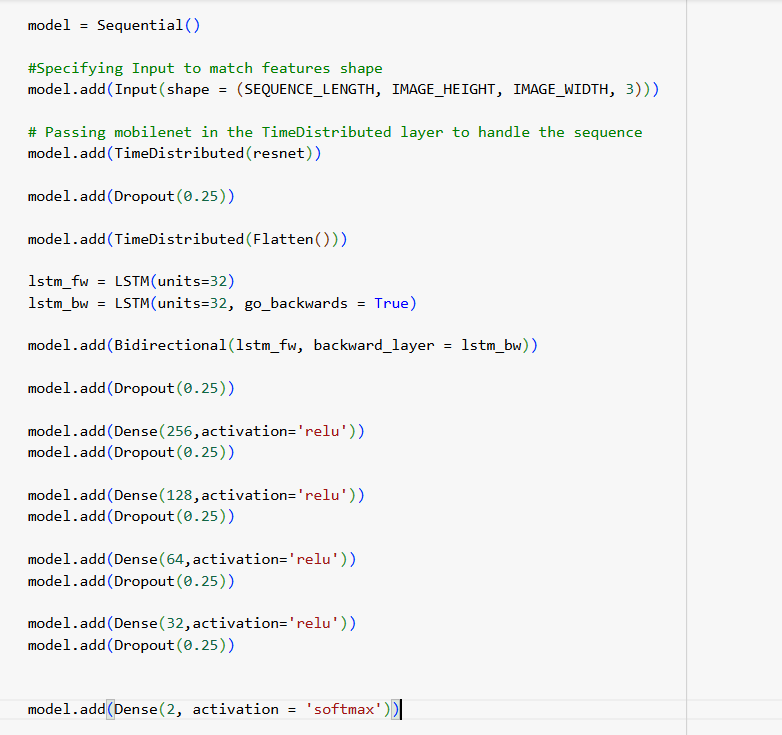 model = Sequential()
#Specifying Input to match features shape
model.add(Input(shape = (SEQUENCE_LENGTH, IMAGE_HEIGHT, IMAGE_WIDTH, 3)))
# Passing mobilenet in the TimeDistributed layer to handle the sequence
model.add(TimeDistributed(resnet))
model.add(Dropout(0.25))
model.add(TimeDistributed(Flatten()))
lstm_fw = LSTM(units=32)
lstm_bw = LSTM(units=32, go_backwards = True)
model.add(Bidirectional(lstm_fw, backward_layer = lstm_bw))
model.add(Dropout(0.25))
model.add(Dense(256,activation='relu'))
model.add(Dropout(0.25))
model.add(Dense(128,activation='relu'))
model.add(Dropout(0.25))
model.add(Dense(64,activation='relu'))
model.add(Dropout(0.25))
model.add(Dense(32,activation='relu'))
model.add(Dropout(0.25))
model.add(Dense(2, activation = 'softmax'))